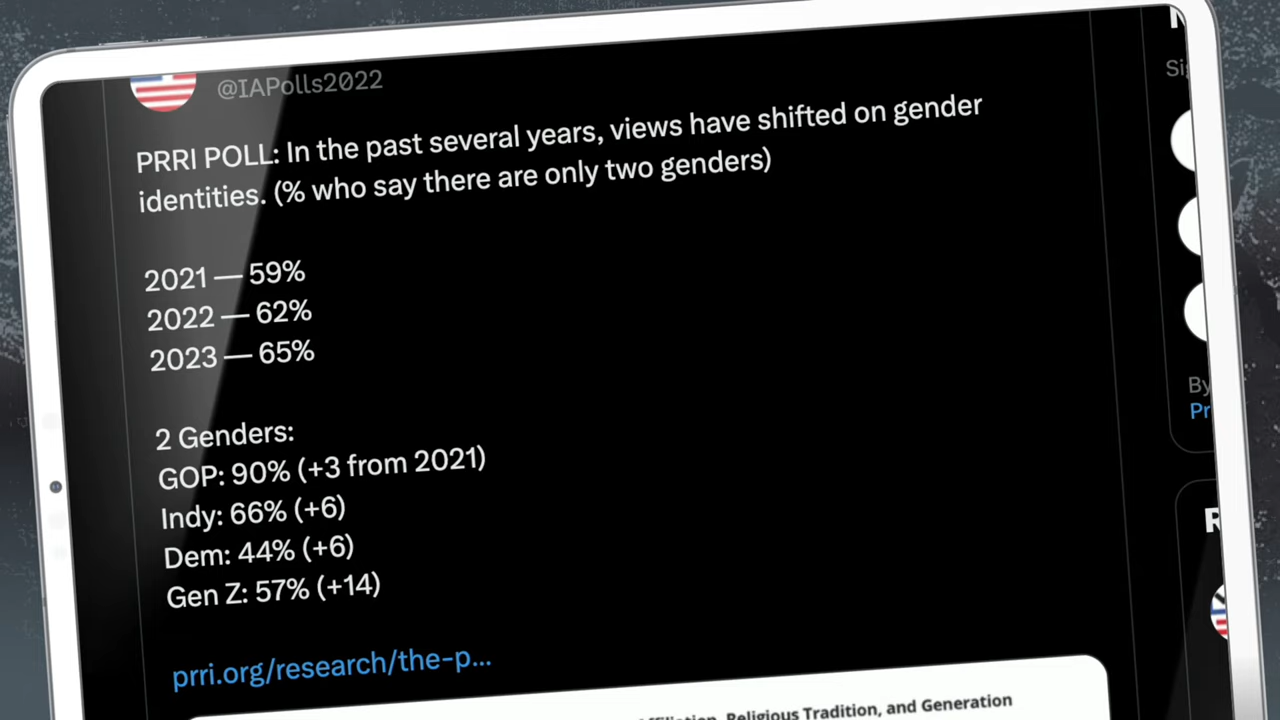 @IAPolls2022
PRRI POLL: In the past several years, views have shifted on gender
identities. (% who say there are only two genders)
2021 — 59%
2022 — 62%
2023 — 65%
2 Genders:
GOP: 90% (+3 from 2021)
Indy: 66% (+6)
Dem: 44% (+6)
Gen Z: 57% (+14)
prri.org/research/the-p...
Religious Tradition, and Generation
By
Pr